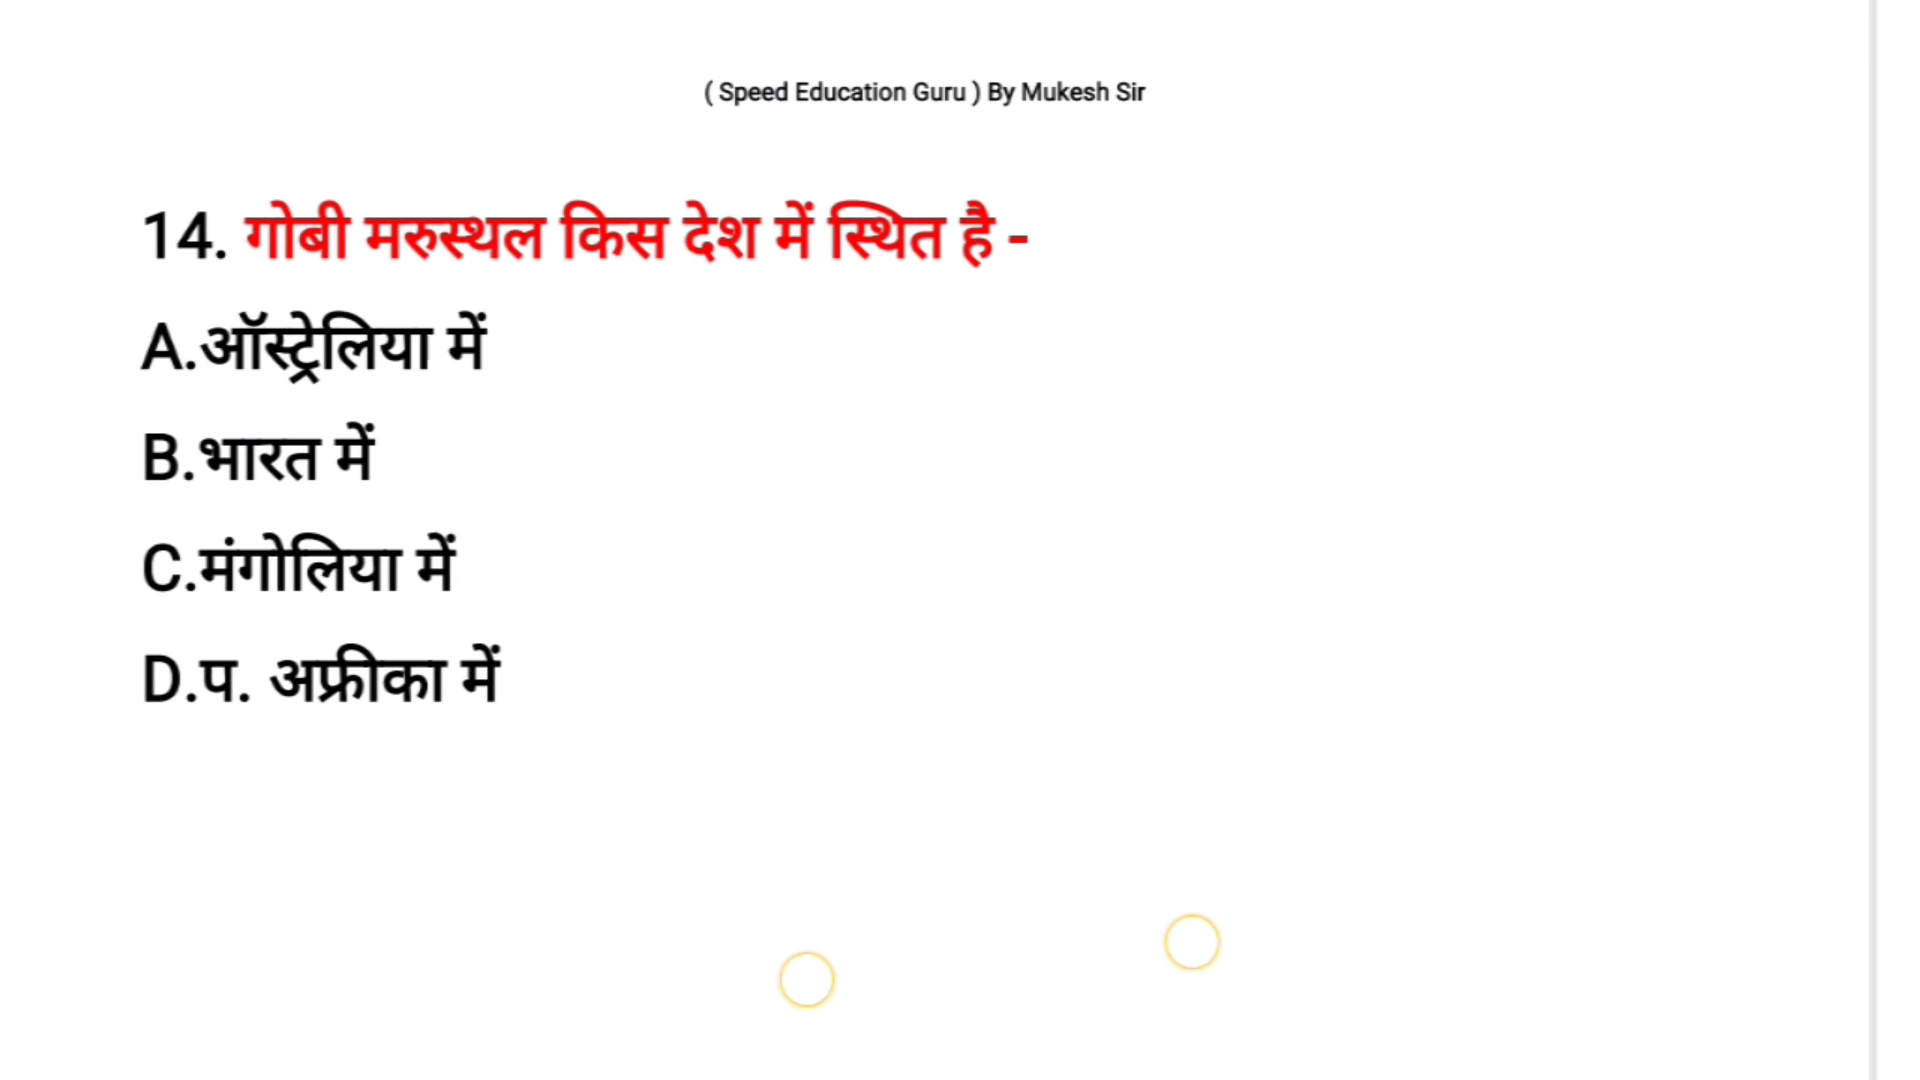 ( Speed Education Guru ) By Mukesh Sir
14. गोबी मरुस्थल किस देश में स्थित है -
A.ऑस्ट्रेलिया में
B.भारत में
C.मंगोलिया में
D.प. अफ्रीका में